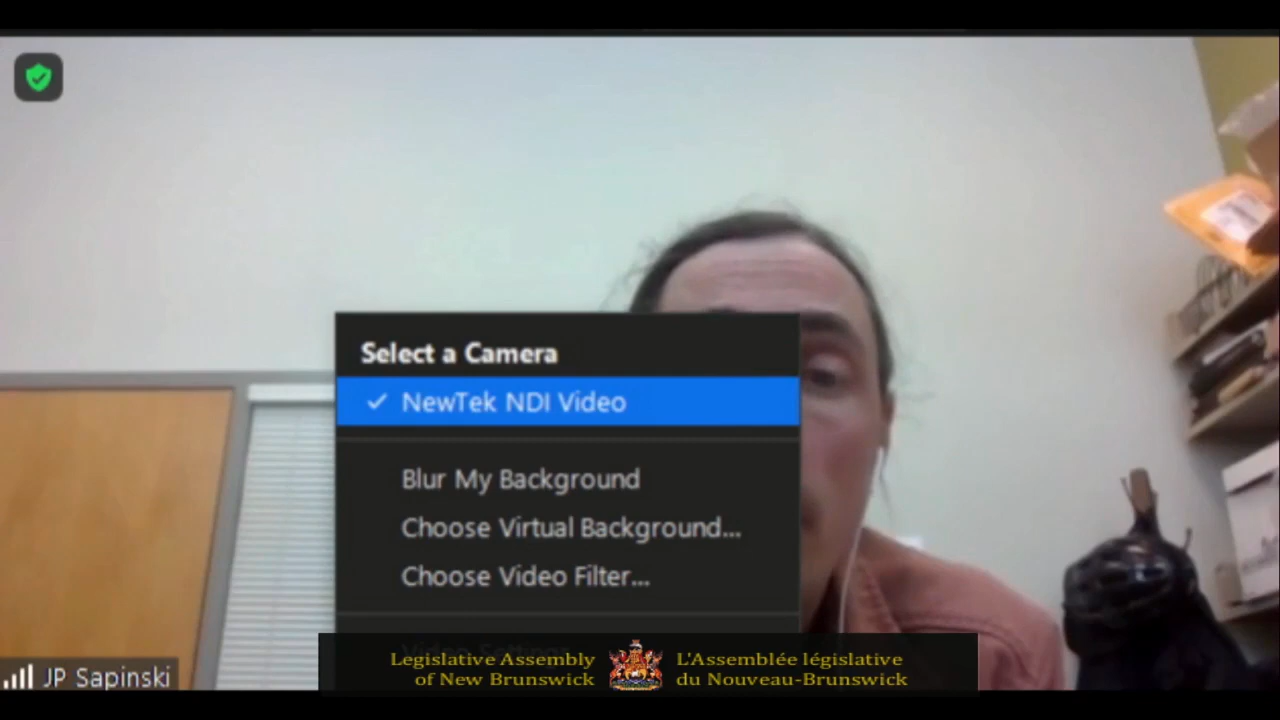 Select a Camera
NewTek NDI Video
Blur My Background
Choose Virtual Background...
Choose Video Filter...
JP Sapinski
Legislative Assembly
of New Brunswick
L'Assemblée législative
du Nouveau-Brunswick